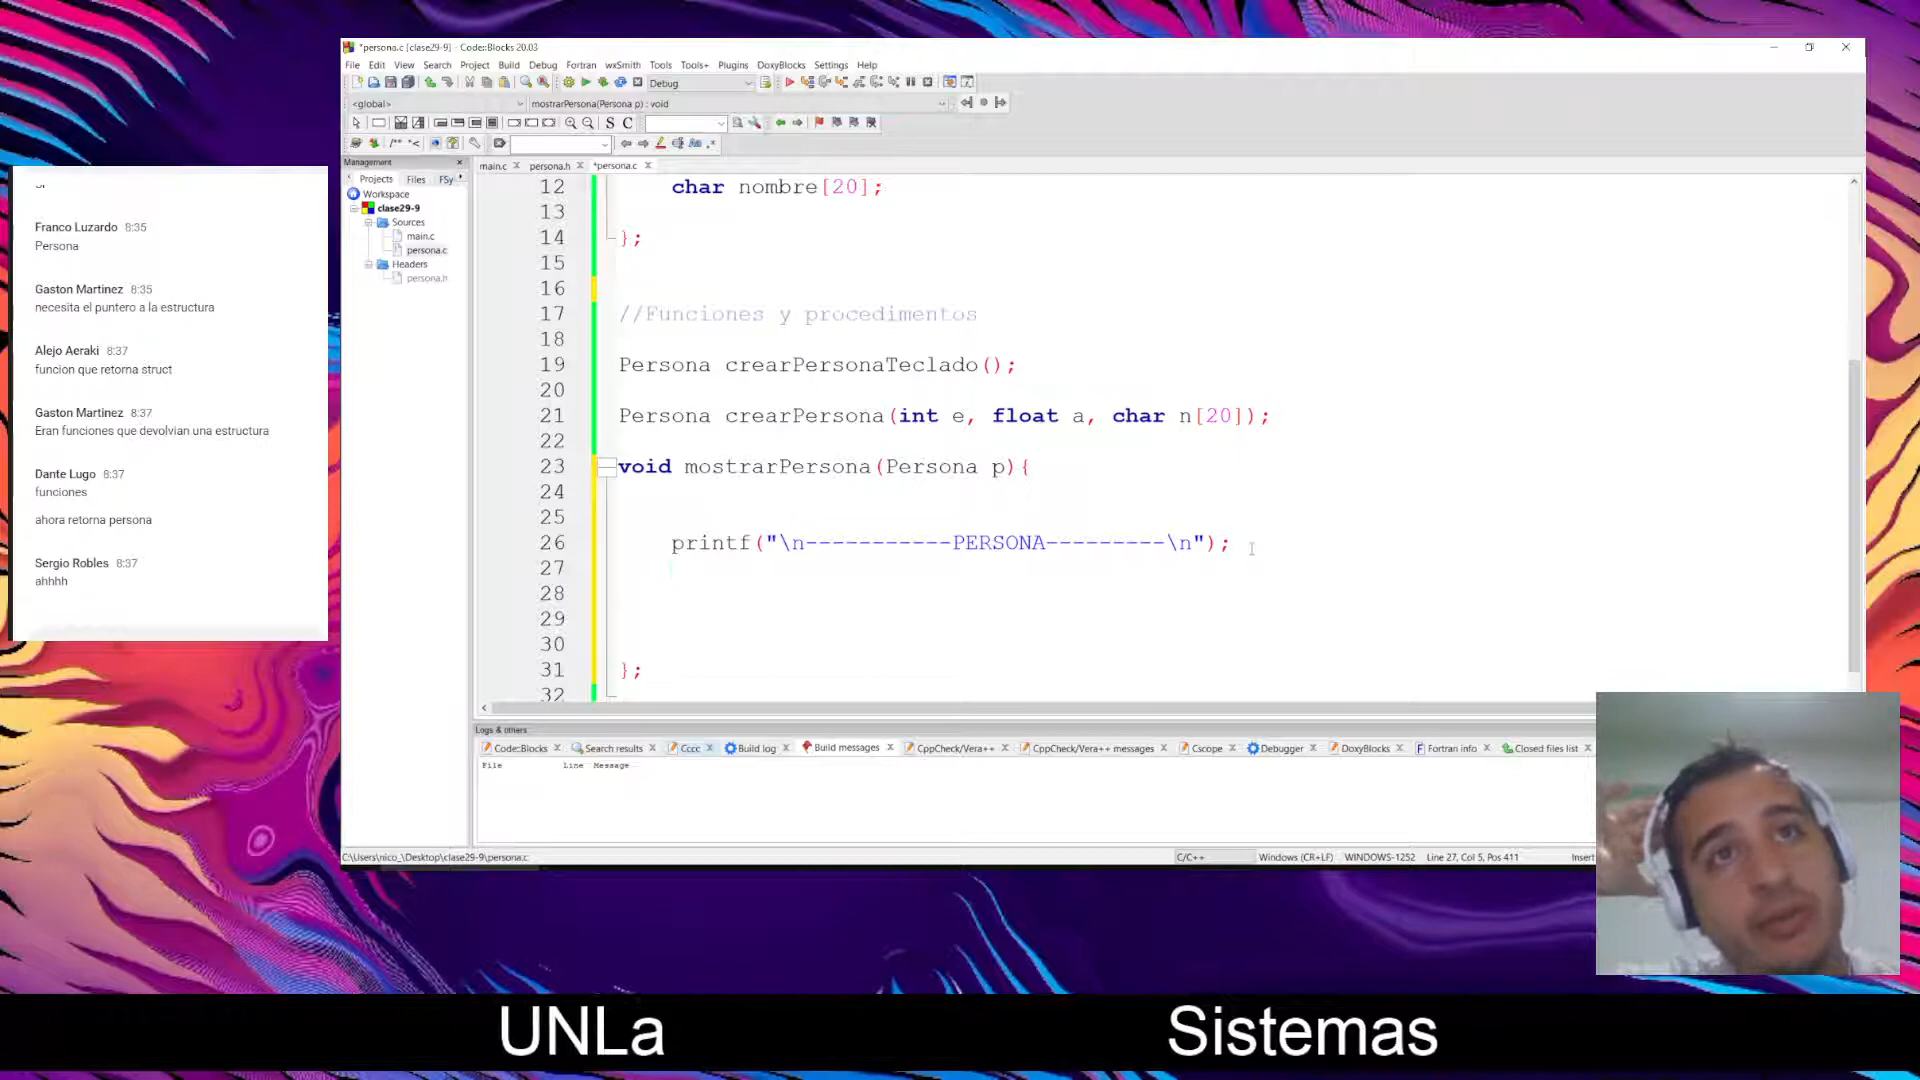 Franco Luzardo 8:35
Persona
Gaston Martinez 8:35
necesita el puntero a la estructura
Alejo Aeraki 8:37
funcion que retorna struct
Gaston Martinez 8:37
Eran funciones que devolvian una estructura
Dante Lugo 8:37
funciones
ahora retorna persona
Sergio Robles 8:37
ahhhh
*persona.c [clase29-9] - Code::Blocks 20.03
File Edit View Search Project Build Debug Fortran wxSmith Tools Tools+ Plugins DoxyBlocks Settings Help
Debug
<global>
mostrarPersona(Persona p) : void
S C
Management
Projects Files FSy
Workspace
clase29-9
Sources
main.c
persona.c
Headers
persona.h
main.c persona.h *persona.c
12 char nombre[20];
13
14 };
15
16
17 //Funciones y procedimentos
18
19 Persona crearPersonaTeclado();
20
21 Persona crearPersona(int e, float a, char n[20]);
22
23 void mostrarPersona(Persona p){
24
25
26 printf("\n-----------PERSONA---------\n");
27
28
29
30
31 };
32
Logs & others
Code::Blocks Search results Cccc Build log Build messages CppCheck/Vera++ CppCheck/Vera++ messages Cscope Debugger DoxyBlocks Fortran info Closed files list
File Line Message
C:\Users\nico_\Desktop\clase29-9\persona.c C/C++ Windows (CR+LF) WINDOWS-1252 Line 27, Col 5, Pos 411 Insert
UNLa Sistemas